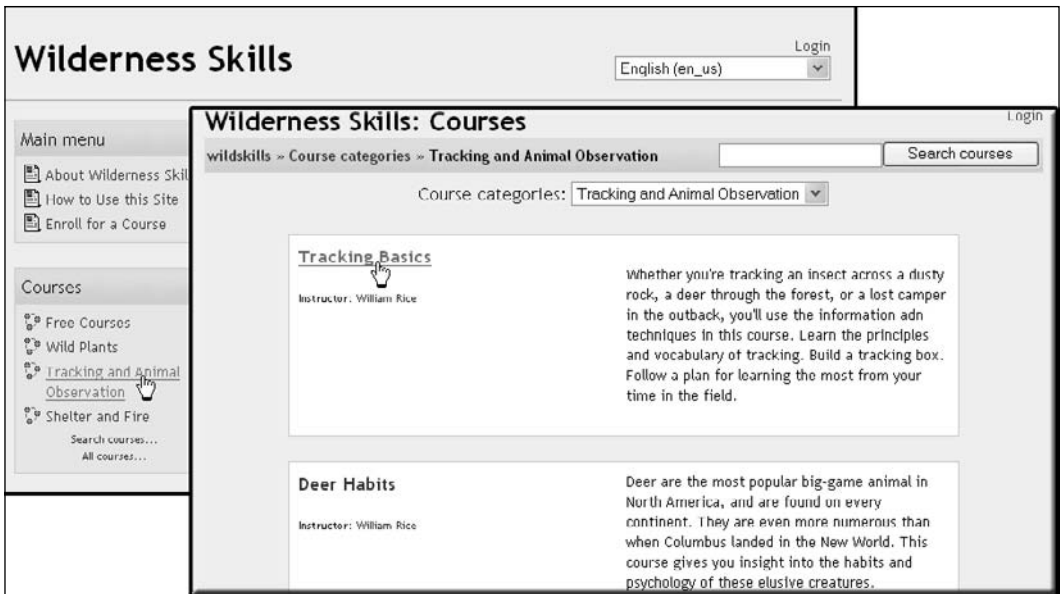 Wilderness Skills
Login
English (en_us)
Main menu
About Wilderness Skil
How to Use this Site
Enroll for a Course
Courses
Free Courses
Wild Plants
Tracking and Animal
Observation
Shelter and Fire
Search courses...
All courses...
Wilderness Skills: Courses
Login
wildskills » Course categories » Tracking and Animal Observation
Search courses
Course categories: Tracking and Animal Observation
Tracking Basics
Instructor: William Rice
Whether you're tracking an insect across a dusty
rock, a deer through the forest, or a lost camper
in the outback, you'll use the information adn
techniques in this course. Learn the principles
and vocabulary of tracking. Build a tracking box.
Follow a plan for learning the most from your
time in the field.
Deer Habits
Instructor: William Rice
Deer are the most popular big-game animal in
North America, and are found on every
continent. They are even more numerous than
when Columbus landed in the New World. This
course gives you insight into the habits and
psychology of these elusive creatures.